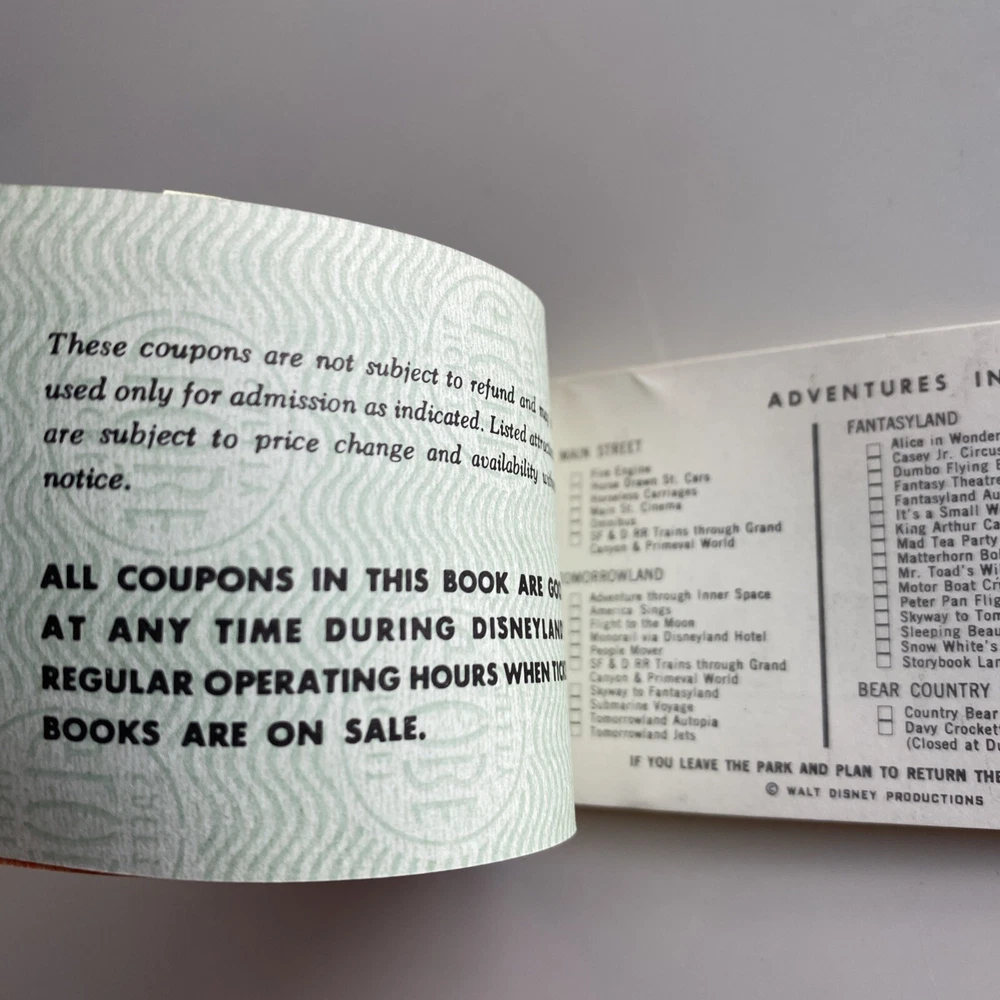 These coupons are not subject to refund and
used only for admission as indicated. Listed
are subject to price change and availability
notice.
ALL COUPONS IN THIS BOOK ARE
AT ANY TIME DURING DISNEYLAND
REGULAR OPERATING HOURS WHEN
BOOKS ARE ON SALE.
ADVENTURES IN
MAIN STREET
Fire Engine
Horse Drawn St. Cars
Horseless Carriages
Main St. Cinema
Omnibus
SF & D RR Trains through Grand
Canyon & Primeval World
TOMORROWLAND
Adventure through Inner Space
America Sings
Flight to the Moon
Monorail via Disneyland Hotel
People Mover
SF & D RR Trains through Grand
Canyon & Primeval World
Skyway to Fantasyland
Submarine Voyage
Tomorrowland Autopia
Tomorrowland Jets
FANTASYLAND
Alice in
Casey Jr.
Dumbo Flying
Fantasy Theatre
Fantasyland
It's a Small
King Arthur
Mad Tea Party
Matterhorn
Mr. Toad's
Motor Boat
Peter Pan
Skyway to
Sleeping
Snow White's
Storybook
BEAR COUNTRY
Country Bear
Davy
(Closed at
IF YOU LEAVE THE PARK AND PLAN TO RETURN
© WALT DISNEY PRODUCTIONS